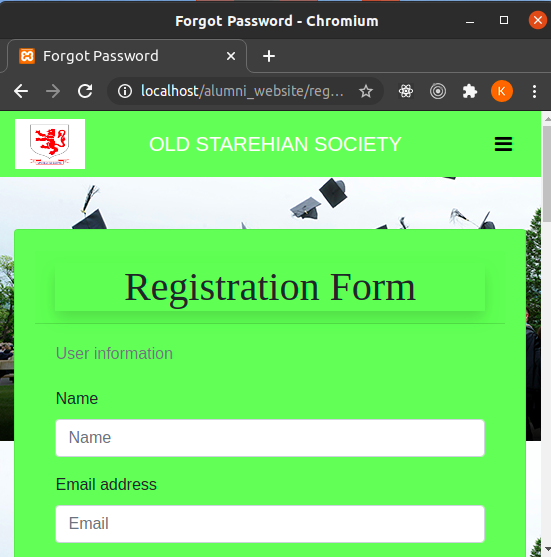 Forgot Password - Chromium
Forgot Password
localhost/alumni_website/reg...
K
OLD STAREHIAN SOCIETY
Registration Form
User information
Name
Name
Email address
Email